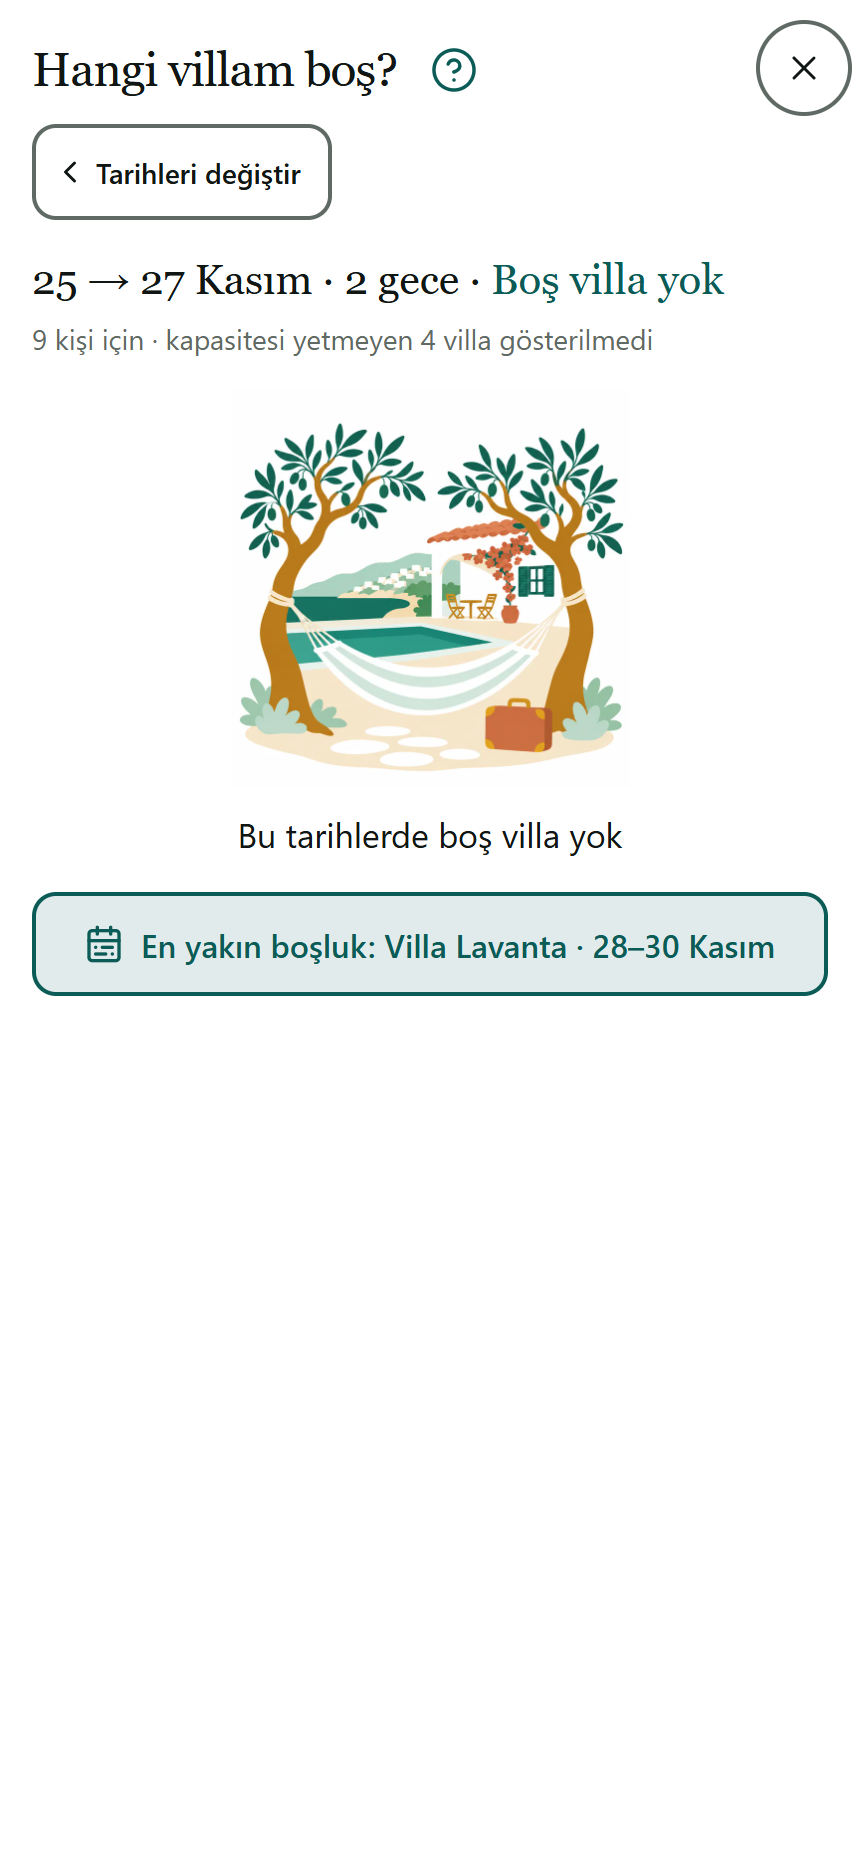 Hangi villam boş?
Tarihleri değiştir
25 → 27 Kasım · 2 gece · Boş villa yok
9 kişi için · kapasitesi yetmeyen 4 villa gösterilmedi
Bu tarihlerde boş villa yok
En yakın boşluk: Villa Lavanta · 28–30 Kasım